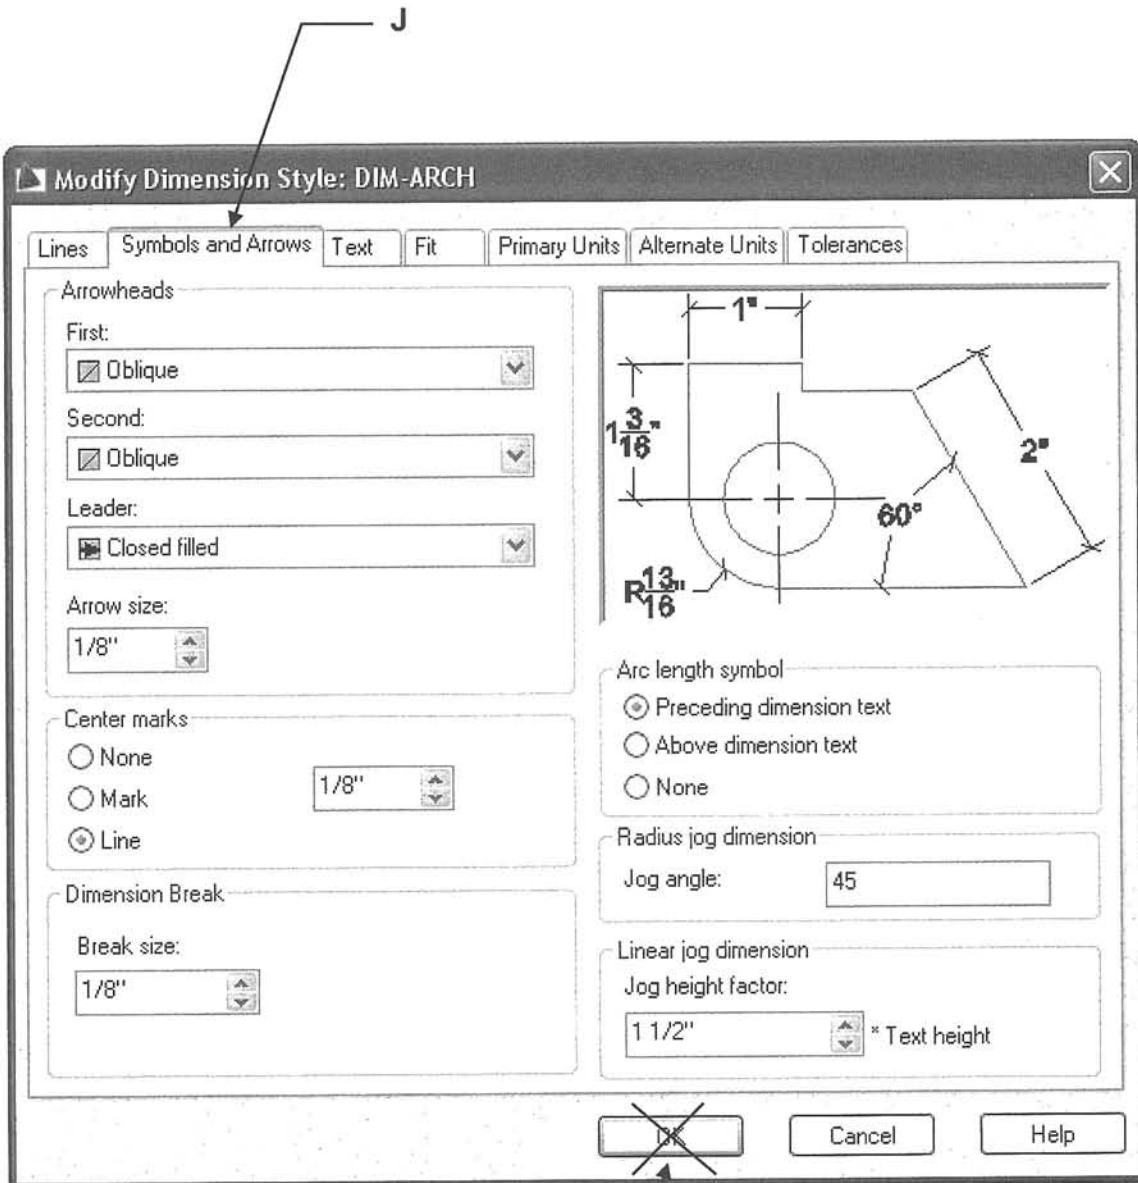 J
Modify Dimension Style: DIM-ARCH
Lines Symbols and Arrows Text Fit Primary Units Alternate Units Tolerances
Arrowheads
First:
Oblique
Second:
Oblique
Leader:
Closed filled
Arrow size:
1/8"
Center marks
None
Mark
Line
1/8"
Dimension Break
Break size:
1/8"
1"
1 3/16"
2"
60°
R13/16"
Arc length symbol
Preceding dimension text
Above dimension text
None
Radius jog dimension
Jog angle: 45
Linear jog dimension
Jog height factor:
1 1/2" * Text height
OK Cancel Help